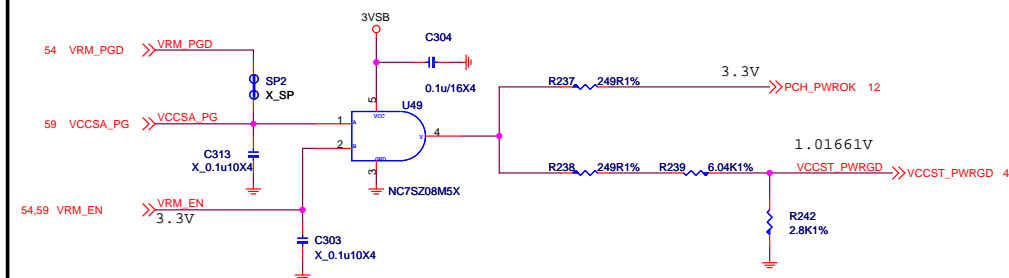 3VSB
54 VRM_PGD VRM_PGD
C304
SP2
X_SP
0.1u/16X4
R237 249R1% 3.3V
PCH_PWROK 12
5 U49
VCC
59 VCCSA_PG VCCSA_PG 1 A
Y 4
2 B
1.01661V
C313
X_0.1u10X4
GND
3
NC7SZ08M5X
R238 249R1% R239 6.04K1% VCCST_PWRGD VCCST_PWRGD 4
54,59 VRM_EN VRM_EN
3.3V
R242
2.8K1%
C303
X_0.1u10X4